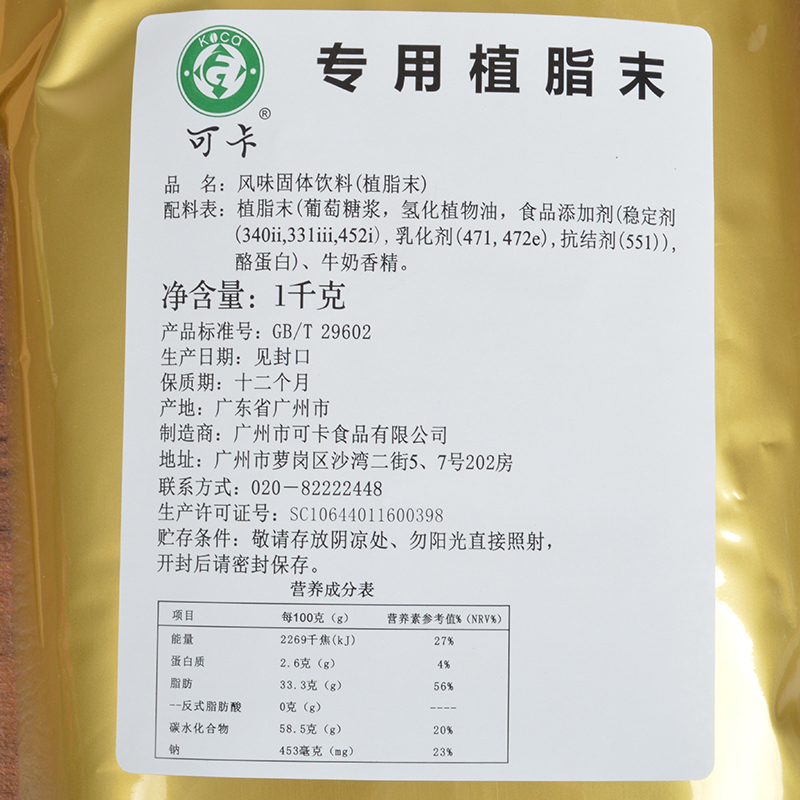 Koca
®
可卡
专用植脂末
品 名：风味固体饮料(植脂末)
配料表：植脂末(葡萄糖浆，氢化植物油，食品添加剂(稳定剂
(340ii,331iii,452i),乳化剂(471, 472e),抗结剂(551)),
酪蛋白)、牛奶香精。
净含量：1千克
产品标准号：GB/T 29602
生产日期：见封口
保质期：十二个月
产地：广东省广州市
制造商：广州市可卡食品有限公司
地址：广州市萝岗区沙湾二街5、7号202房
联系方式：020－82222448
生产许可证号：SC10644011600398
贮存条件：敬请存放阴凉处、勿阳光直接照射，
开封后请密封保存。
营养成分表
项目 每100克（g） 营养素参考值%（NRV%）
能量 2269千焦(kJ) 27%
蛋白质 2.6克（g） 4%
脂肪 33.3克（g） 56%
--反式脂肪酸 0克（g） ----
碳水化合物 58.5克（g） 20%
钠 453毫克（mg） 23%